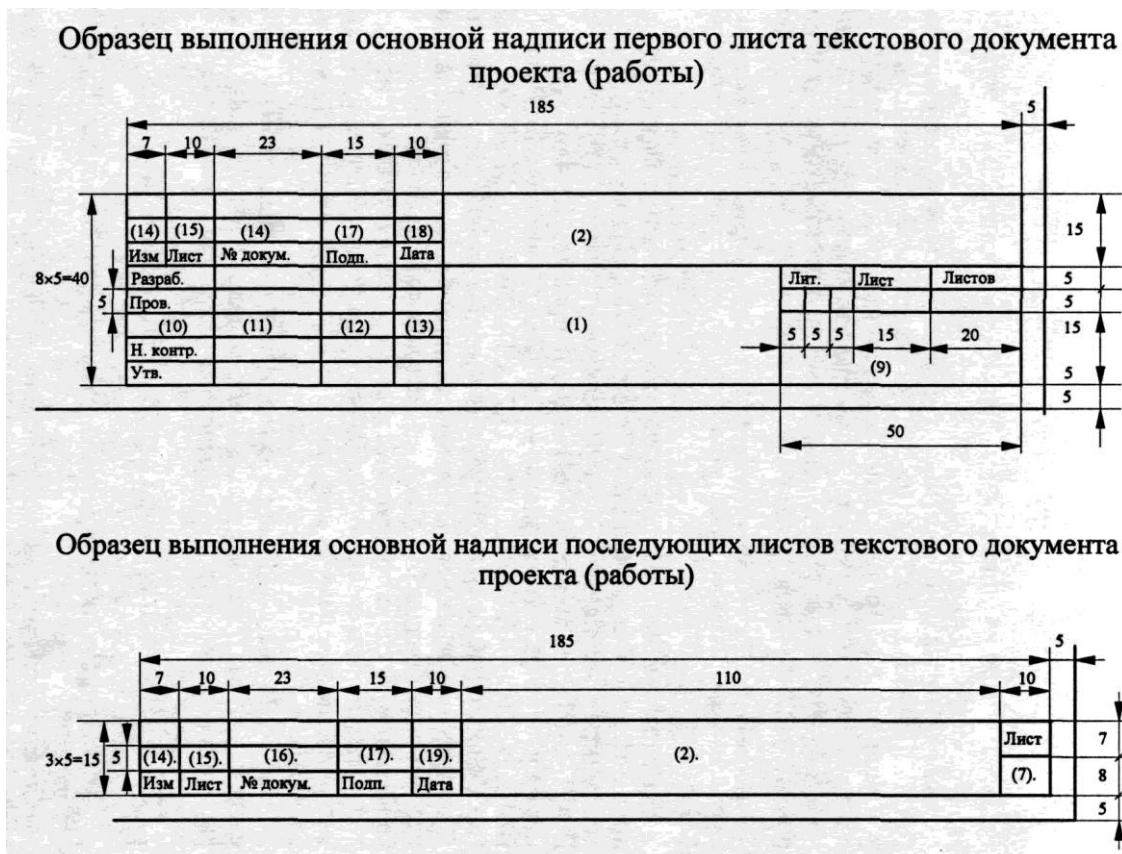 Образец выполнения основной надписи первого листа текстового документа
проекта (работы)
185 5
7 10 23 15 10
(14) (15) (14) (17) (18) (2) 15
Изм Лист № докум. Подп. Дата
8×5=40 Разраб. Лит. Лист Листов 5
5 Пров. 5
(10) (11) (12) (13) (1) 5 5 5 15 20 15
Н. контр. (9)
Утв. 5
5
50
Образец выполнения основной надписи последующих листов текстового документа
проекта (работы)
185 5
7 10 23 15 10 110 10
Лист 7
3×5=15 5 (14). (15). (16). (17). (19). (2).
Изм Лист № докум. Подп. Дата (7). 8
5